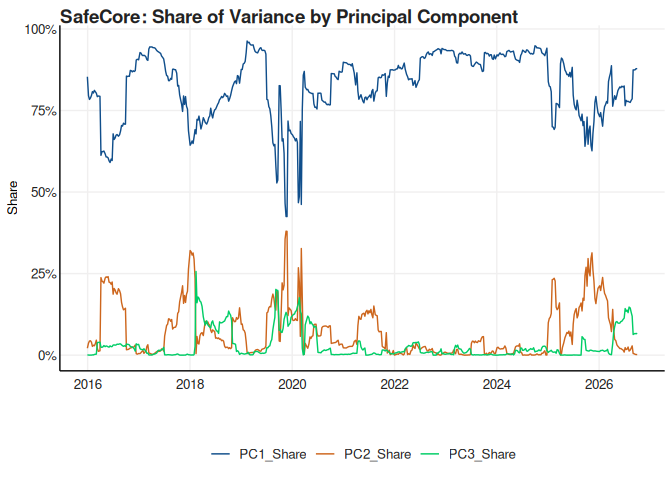 SafeCore: Share of Variance by Principal Component
100%
75%
50%
25%
0%
Share
2016 2018 2020 2022 2024 2026
PC1_Share PC2_Share PC3_Share